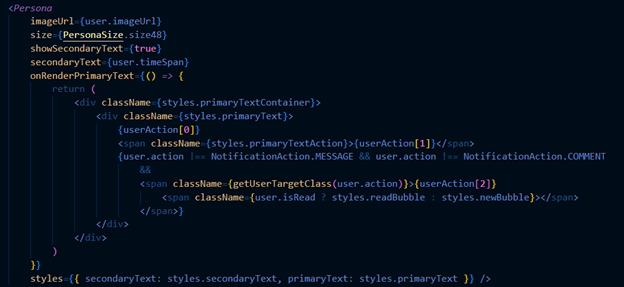 <Persona
imageUrl={user.imageUrl}
size={PersonaSize.size48}
showSecondaryText={true}
secondaryText={user.timeSpan}
onRenderPrimaryText={() => {
return (
<div className={styles.primaryTextContainer}>
<div className={styles.primaryText}>
{userAction[0]}
<span className={styles.primaryTextAction}>{userAction[1]}</span>
{user.action !== NotificationAction.MESSAGE && user.action !== NotificationAction.COMMENT
&&
<span className={getUserTargetClass(user.action)}>{userAction[2]}
<span className={user.isRead ? styles.readBubble : styles.newBubble}></span>
</span>}
</div>
</div>
)
}}
styles={{ secondaryText: styles.secondaryText, primaryText: styles.primaryText }} />